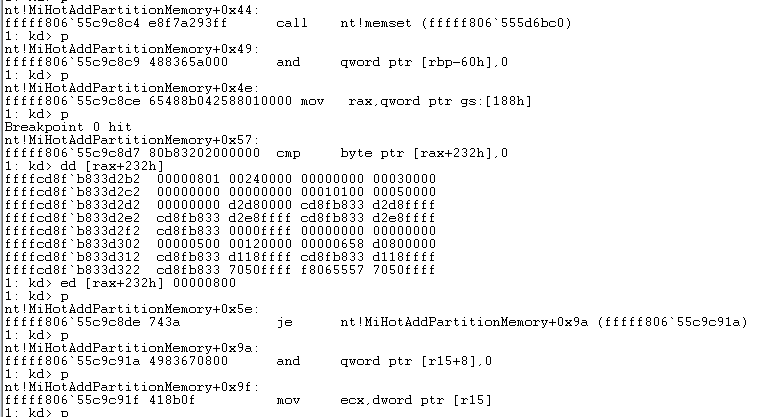 nt!MiHotAddPartitionMemory+0x44:
fffff806`55c9c8c4 e8f7a293ff      call    nt!memset (fffff806`555d6bc0)
1: kd> p
nt!MiHotAddPartitionMemory+0x49:
fffff806`55c9c8c9 488365a000      and     qword ptr [rbp-60h],0
1: kd> p
nt!MiHotAddPartitionMemory+0x4e:
fffff806`55c9c8ce 65488b042588010000 mov   rax,qword ptr gs:[188h]
1: kd> p
Breakpoint 0 hit
nt!MiHotAddPartitionMemory+0x57:
fffff806`55c9c8d7 80b83202000000  cmp     byte ptr [rax+232h],0
1: kd> dd [rax+232h]
ffffcd8f`b833d2b2  00000801 00240000 00000000 00030000
ffffcd8f`b833d2c2  00000000 00000000 00010100 00050000
ffffcd8f`b833d2d2  00000000 d2d80000 cd8fb833 d2d8ffff
ffffcd8f`b833d2e2  cd8fb833 d2e8ffff cd8fb833 d2e8ffff
ffffcd8f`b833d2f2  cd8fb833 0000ffff 00000000 00000000
ffffcd8f`b833d302  00000500 00120000 00000658 d0800000
ffffcd8f`b833d312  cd8fb833 d118ffff cd8fb833 d118ffff
ffffcd8f`b833d322  cd8fb833 7050ffff f8065557 7050ffff
1: kd> ed [rax+232h] 00000800
1: kd> p
nt!MiHotAddPartitionMemory+0x5e:
fffff806`55c9c8de 743a            je      nt!MiHotAddPartitionMemory+0x9a (fffff806`55c9c91a)
1: kd> p
nt!MiHotAddPartitionMemory+0x9a:
fffff806`55c9c91a 4983670800      and     qword ptr [r15+8],0
1: kd> p
nt!MiHotAddPartitionMemory+0x9f:
fffff806`55c9c91f 418b0f          mov     ecx,dword ptr [r15]
1: kd> p